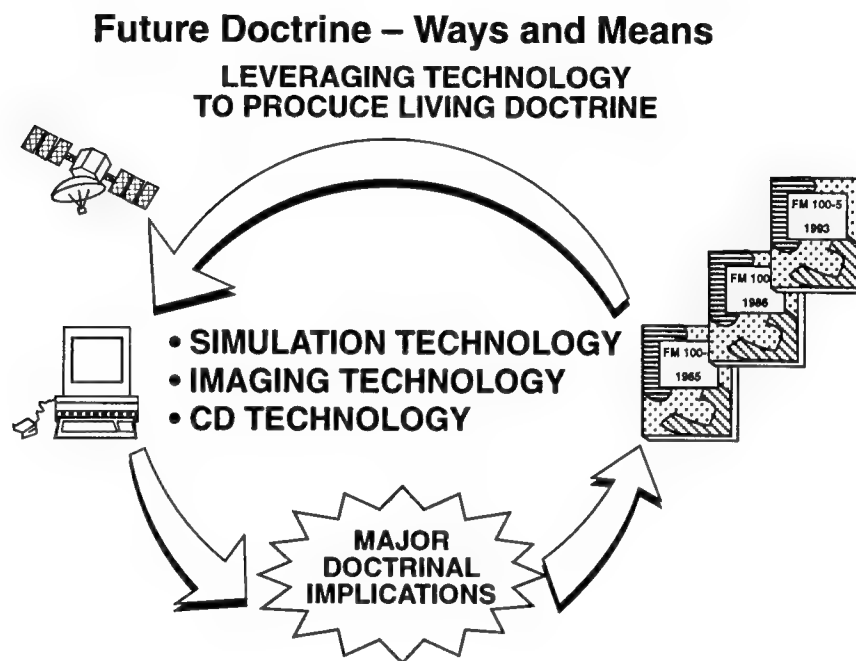 Future Doctrine – Ways and Means
LEVERAGING TECHNOLOGY
TO PROCUCE LIVING DOCTRINE
FM 100-5
1993
FM 100-
1986
FM 100-
1965
• SIMULATION TECHNOLOGY
• IMAGING TECHNOLOGY
• CD TECHNOLOGY
MAJOR
DOCTRINAL
IMPLICATIONS